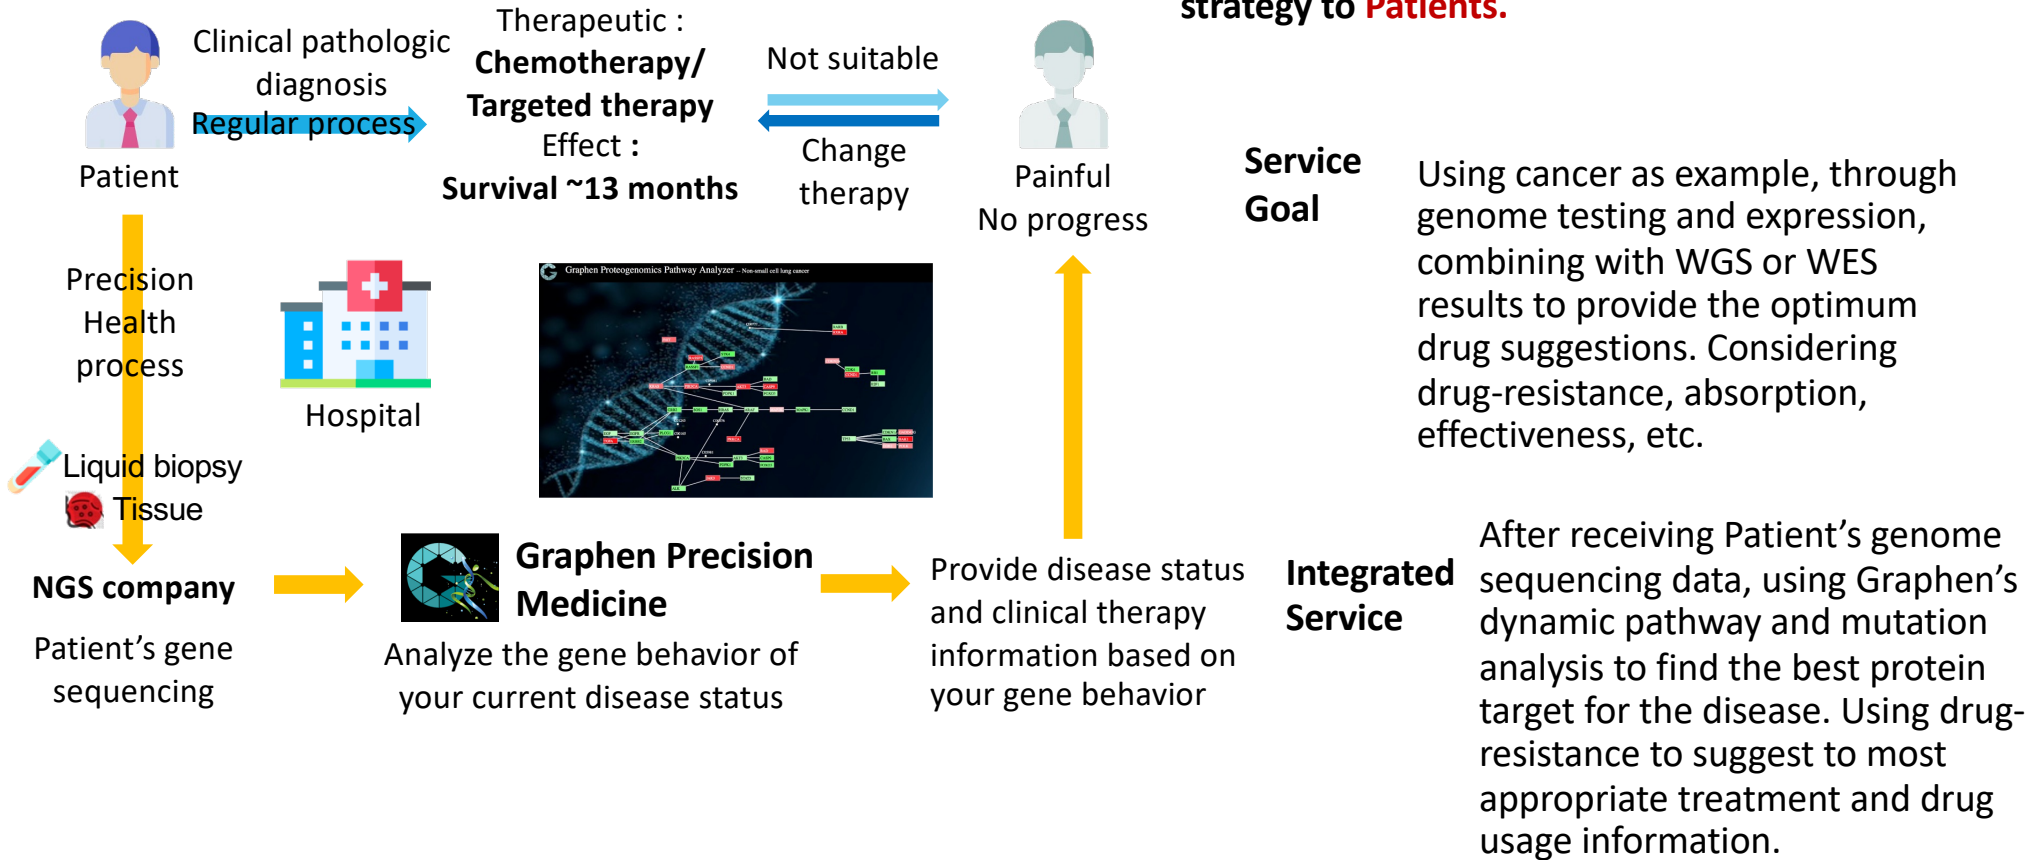 strategy to Patients.
Clinical pathologic
diagnosis
Regular process
Patient
Therapeutic :
Chemotherapy/
Targeted therapy
Effect :
Survival ~13 months
Not suitable
Change
therapy
Painful
No progress
Precision
Health
process
Hospital
Liquid biopsy
Tissue
NGS company
Patient’s gene
sequencing
Graphen Proteogenomics Pathway Analyzer -- Non-small cell lung cancer
Graphen Precision
Medicine
Analyze the gene behavior of
your current disease status
Provide disease status
and clinical therapy
information based on
your gene behavior
Service
Goal
Using cancer as example, through
genome testing and expression,
combining with WGS or WES
results to provide the optimum
drug suggestions. Considering
drug-resistance, absorption,
effectiveness, etc.
Integrated
Service
After receiving Patient’s genome
sequencing data, using Graphen’s
dynamic pathway and mutation
analysis to find the best protein
target for the disease. Using drug-
resistance to suggest to most
appropriate treatment and drug
usage information.